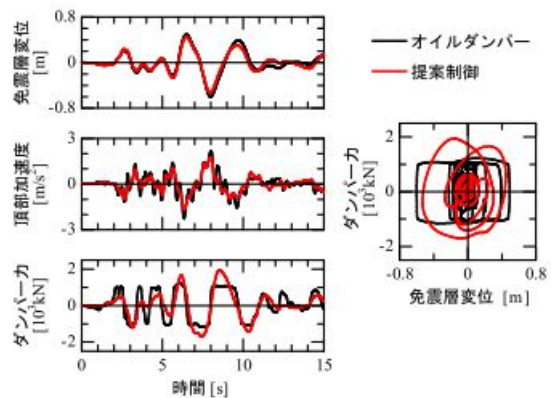 0.8
0
-0.8
免震層変位
[m]
オイルダンパー
提案制御
3
0
-3
頂部加速度
[m/s²]
2
0
-2
ダンパー力
[10³kN]
0
5
10
15
時間 [s]
2
0
-2
ダンパー力
[10³kN]
-0.8
0
0.8
免震層変位 [m]